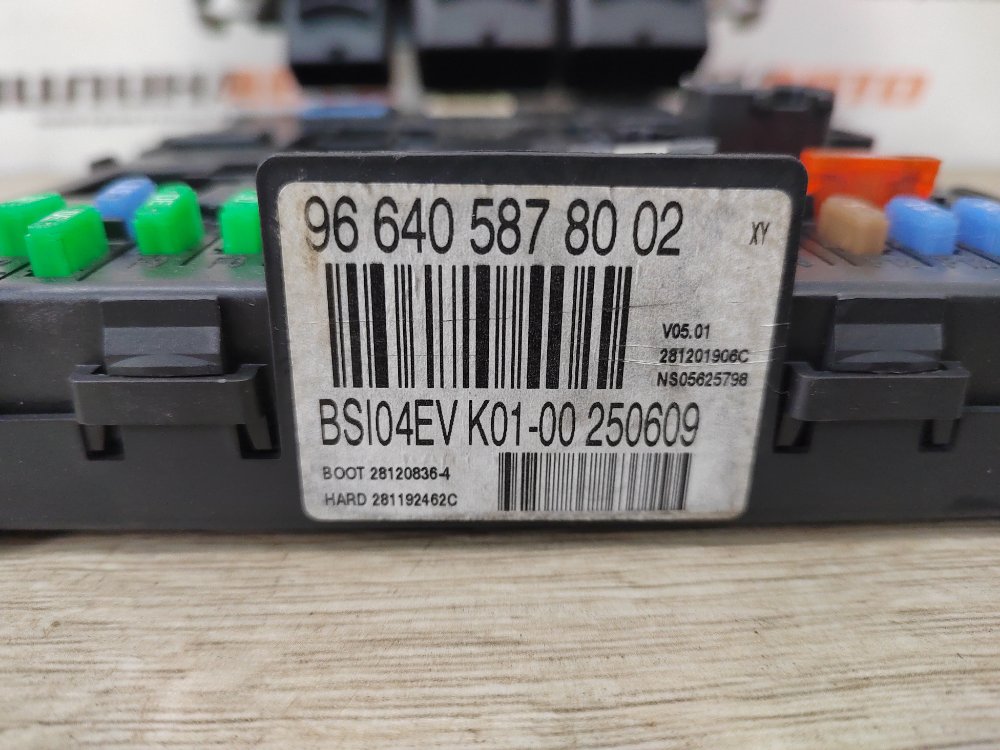 96 640 587 80 02
XY
V05.01
281201906C
NS05625798
BSI04EV K01-00 250609
BOOT 28120836-4
HARD 281192462C